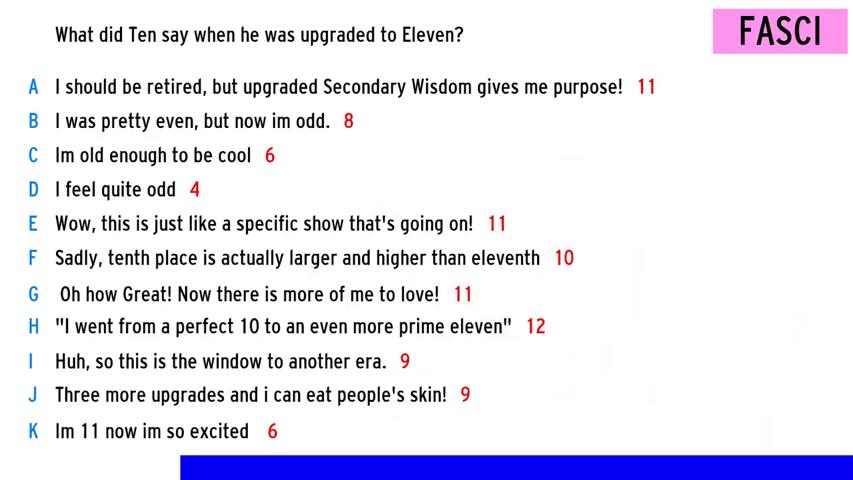 What did Ten say when he was upgraded to Eleven?
FASCI
A I should be retired, but upgraded Secondary Wisdom gives me purpose! 11
B I was pretty even, but now im odd. 8
C Im old enough to be cool 6
D I feel quite odd 4
E Wow, this is just like a specific show that's going on! 11
F Sadly, tenth place is actually larger and higher than eleventh 10
G Oh how Great! Now there is more of me to love! 11
H "I went from a perfect 10 to an even more prime eleven" 12
I Huh, so this is the window to another era. 9
J Three more upgrades and i can eat people's skin! 9
K Im 11 now im so excited 6